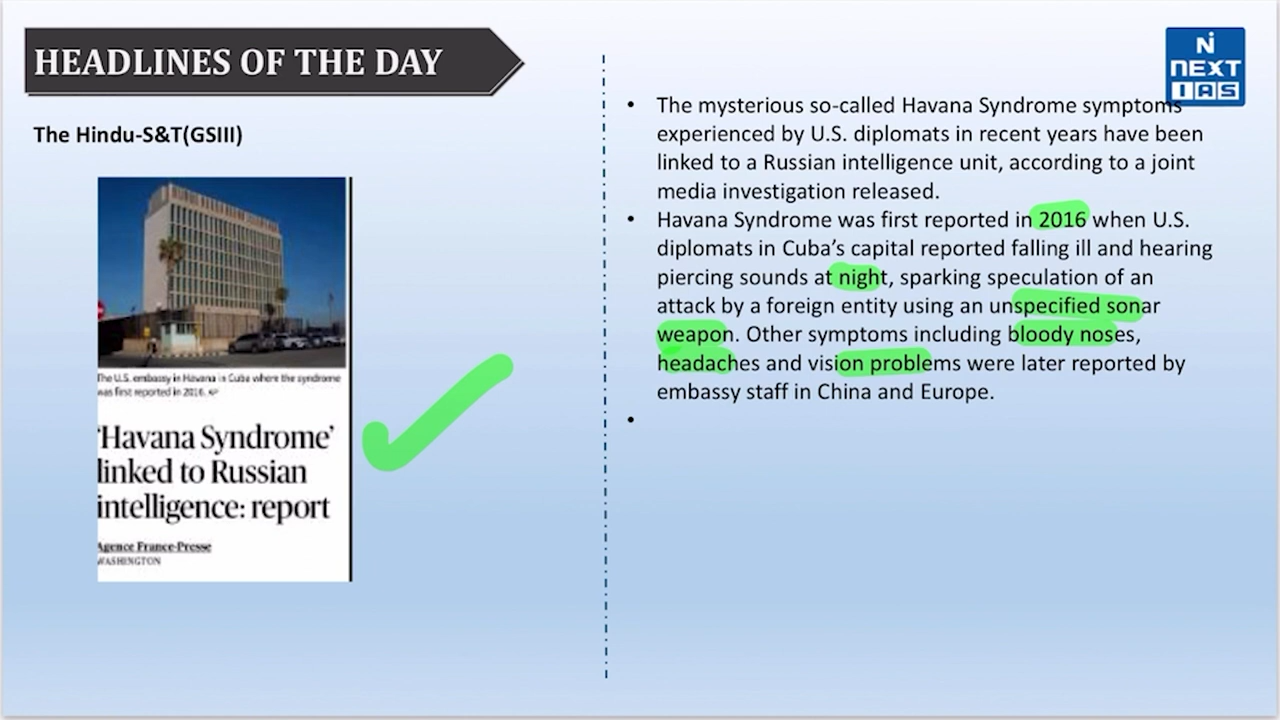 HEADLINES OF THE DAY
The Hindu-S&T(GSIII)
The U.S. embassy in Havana in Cuba where the syndrome
was first reported in 2016. AP
'Havana Syndrome'
linked to Russian
intelligence: report
Agence France-Presse
WASHINGTON
NEXT
IAS
• The mysterious so-called Havana Syndrome symptoms
experienced by U.S. diplomats in recent years have been
linked to a Russian intelligence unit, according to a joint
media investigation released.
• Havana Syndrome was first reported in 2016 when U.S.
diplomats in Cuba’s capital reported falling ill and hearing
piercing sounds at night, sparking speculation of an
attack by a foreign entity using an unspecified sonar
weapon. Other symptoms including bloody noses,
headaches and vision problems were later reported by
embassy staff in China and Europe.
•